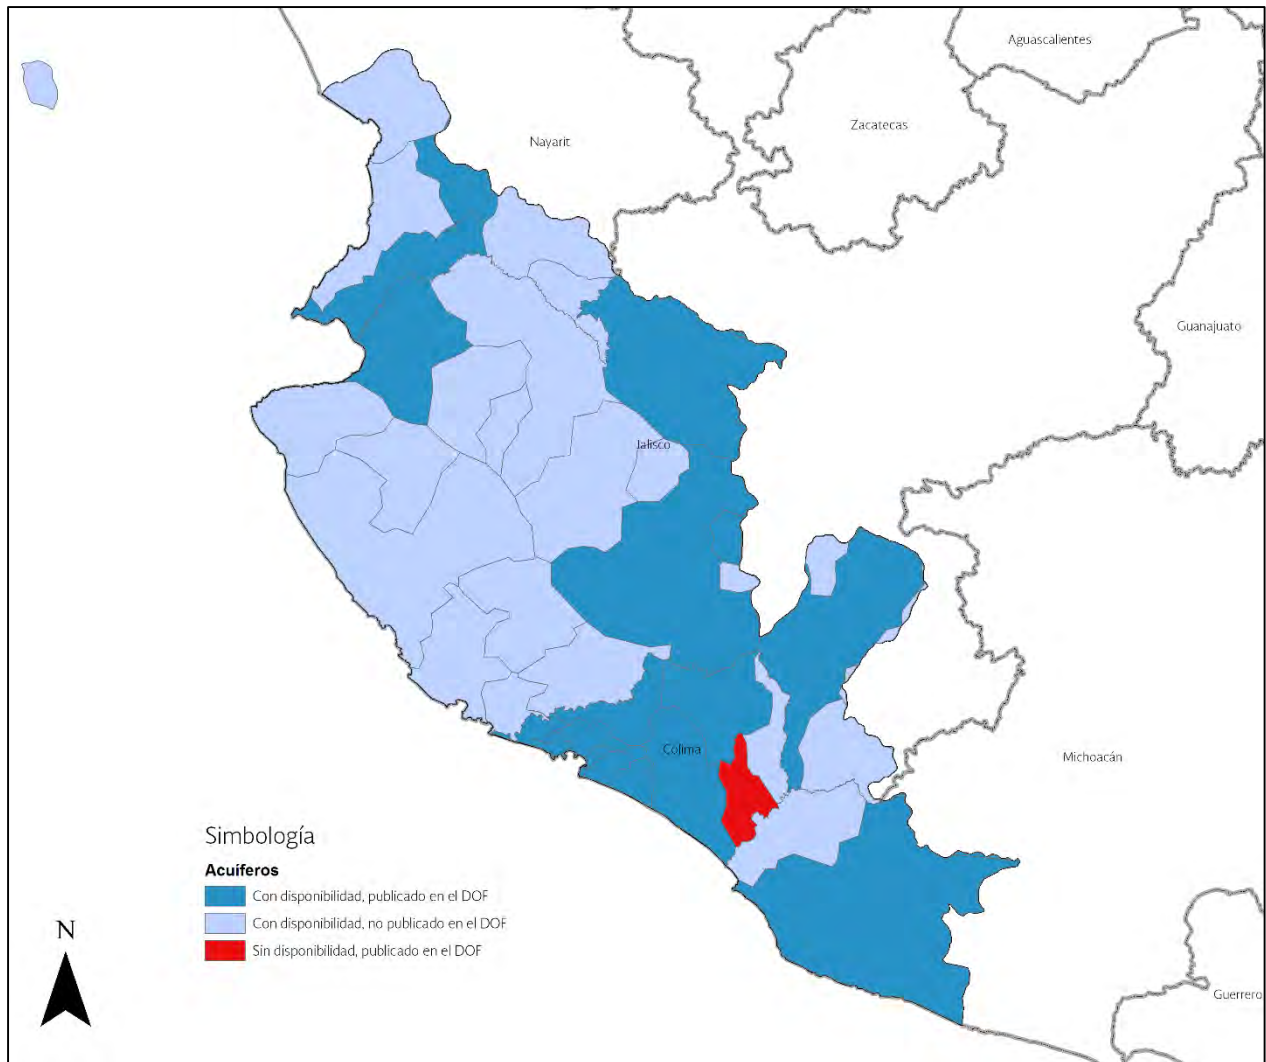 Aguascalientes
Zacatecas
Nayarit
Guanajuato
Jalisco
Colima
Michoacán
Guerrero
Simbología
Acuíferos
Con disponibilidad, publicado en el DOF
Con disponibilidad, no publicado en el DOF
Sin disponibilidad, publicado en el DOF
N